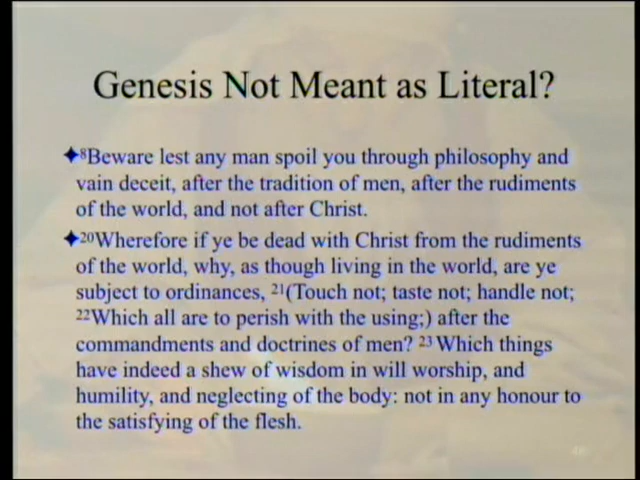 Genesis Not Meant as Literal?
8Beware lest any man spoil you through philosophy and
vain deceit, after the tradition of men, after the rudiments
of the world, and not after Christ.
20Wherefore if ye be dead with Christ from the rudiments
of the world, why, as though living in the world, are ye
subject to ordinances, 21(Touch not; taste not; handle not;
22Which all are to perish with the using;) after the
commandments and doctrines of men? 23 Which things
have indeed a shew of wisdom in will worship, and
humility, and neglecting of the body: not in any honour to
the satisfying of the flesh.